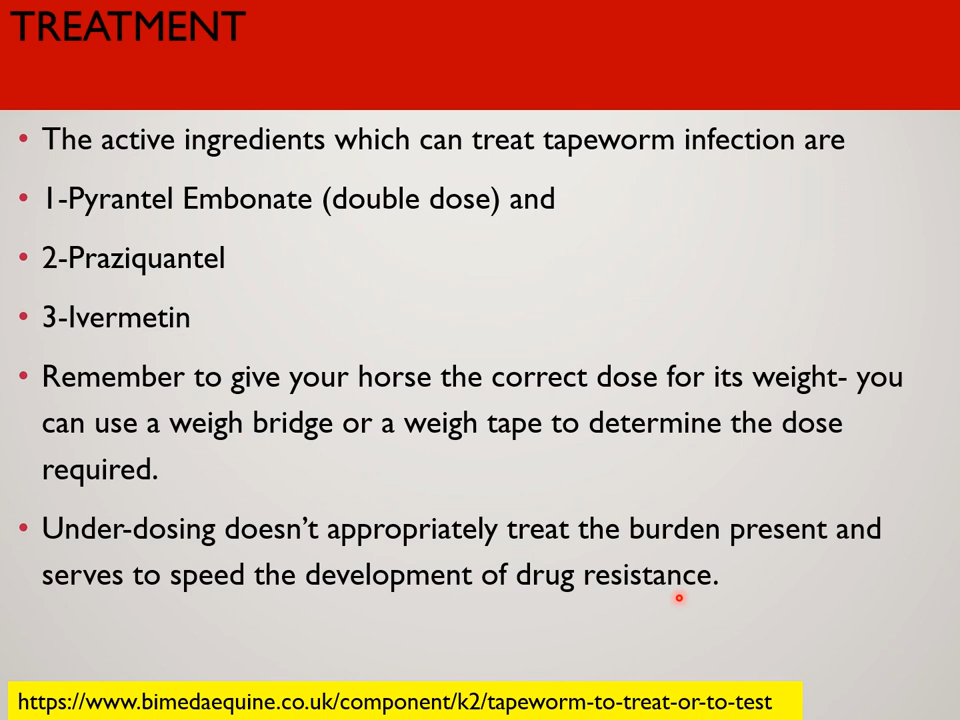 TREATMENT
• The active ingredients which can treat tapeworm infection are
• 1-Pyrantel Embonate (double dose) and
• 2-Praziquantel
• 3-Ivermetin
• Remember to give your horse the correct dose for its weight- you
can use a weigh bridge or a weigh tape to determine the dose
required.
• Under-dosing doesn’t appropriately treat the burden present and
serves to speed the development of drug resistance.
https://www.bimedaequine.co.uk/component/k2/tapeworm-to-treat-or-to-test